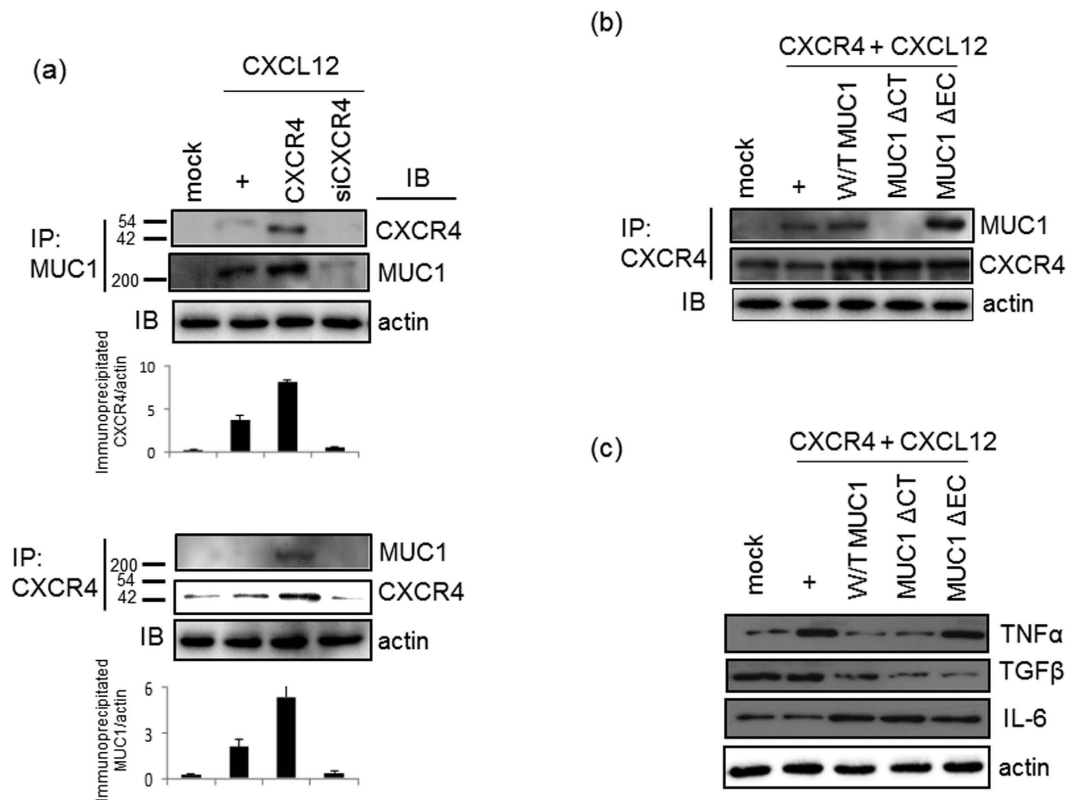 (a)
CXCL12
mock
+
CXCR4
siCXCR4
IB
IP:
MUC1
54
42
CXCR4
200
MUC1
IB
actin
Immunoprecipitated
CXCR4/actin
10
5
0
IP:
CXCR4
200
MUC1
54
42
CXCR4
IB
actin
Immunoprecipitated
MUC1/actin
6
3
0
(b)
CXCR4 + CXCL12
mock
+
W/T MUC1
MUC1 ΔCT
MUC1 ΔEC
IP:
CXCR4
MUC1
CXCR4
IB
actin
(c)
CXCR4 + CXCL12
mock
+
W/T MUC1
MUC1 ΔCT
MUC1 ΔEC
TNFα
TGFβ
IL-6
actin